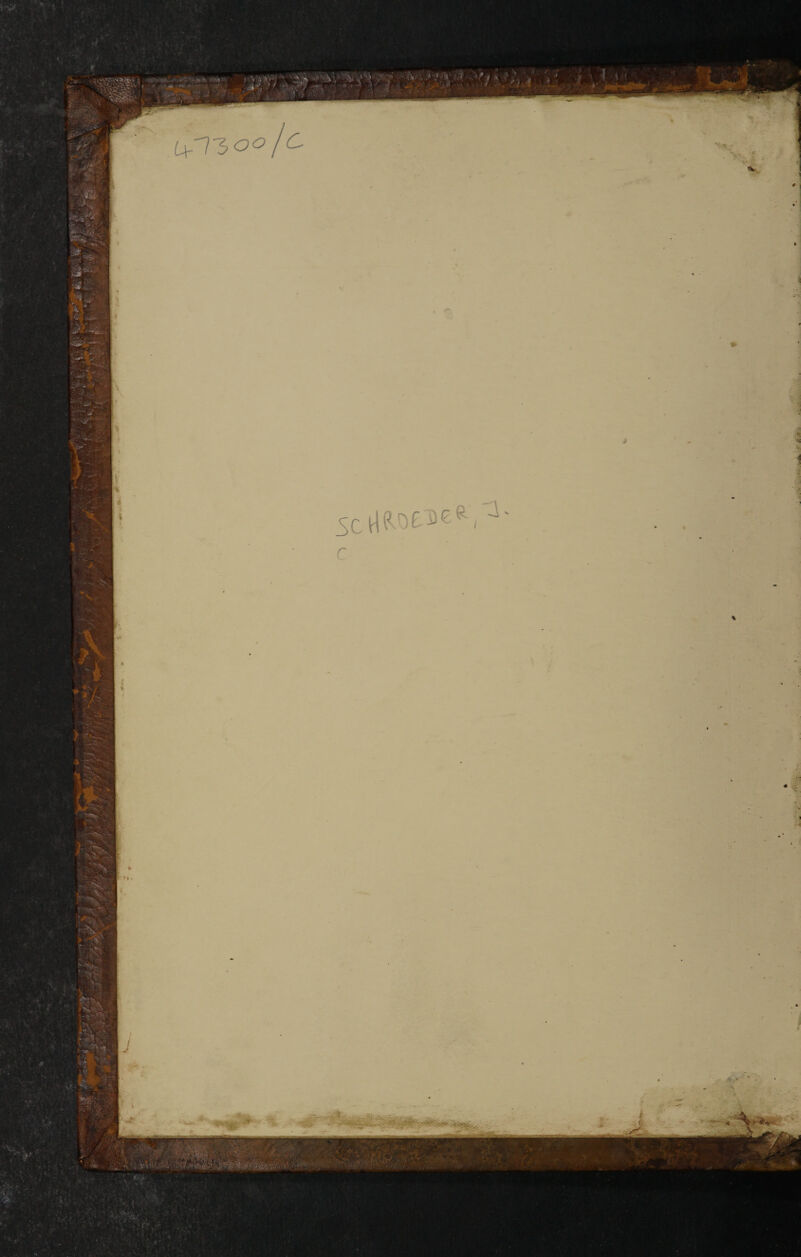 47300/C
SCHROEDER, J.
C